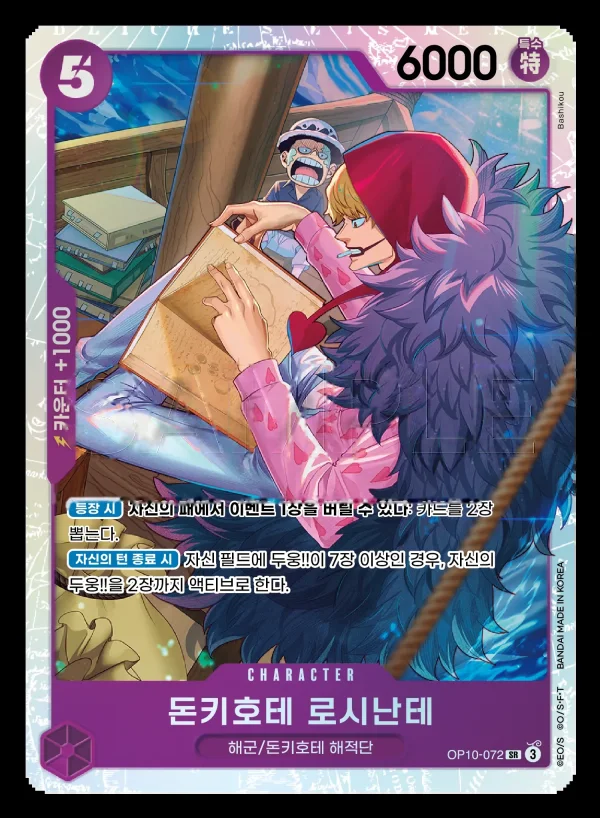 5
6000
특수
特
Bashikou
카운터 +1000
SAMPLE
등장 시 자신의 패에서 이벤트 1장을 버릴 수 있다: 카드를 2장
뽑는다.
자신의 턴 종료 시 자신 필드에 두웅!!이 7장 이상인 경우, 자신의
두웅!!을 2장까지 액티브로 한다.
CHARACTER
돈키호테 로시난테
해군/돈키호테 해적단
OP10-072 SR 3
©EO/S ©O/S·F·T BANDAI MADE IN KOREA